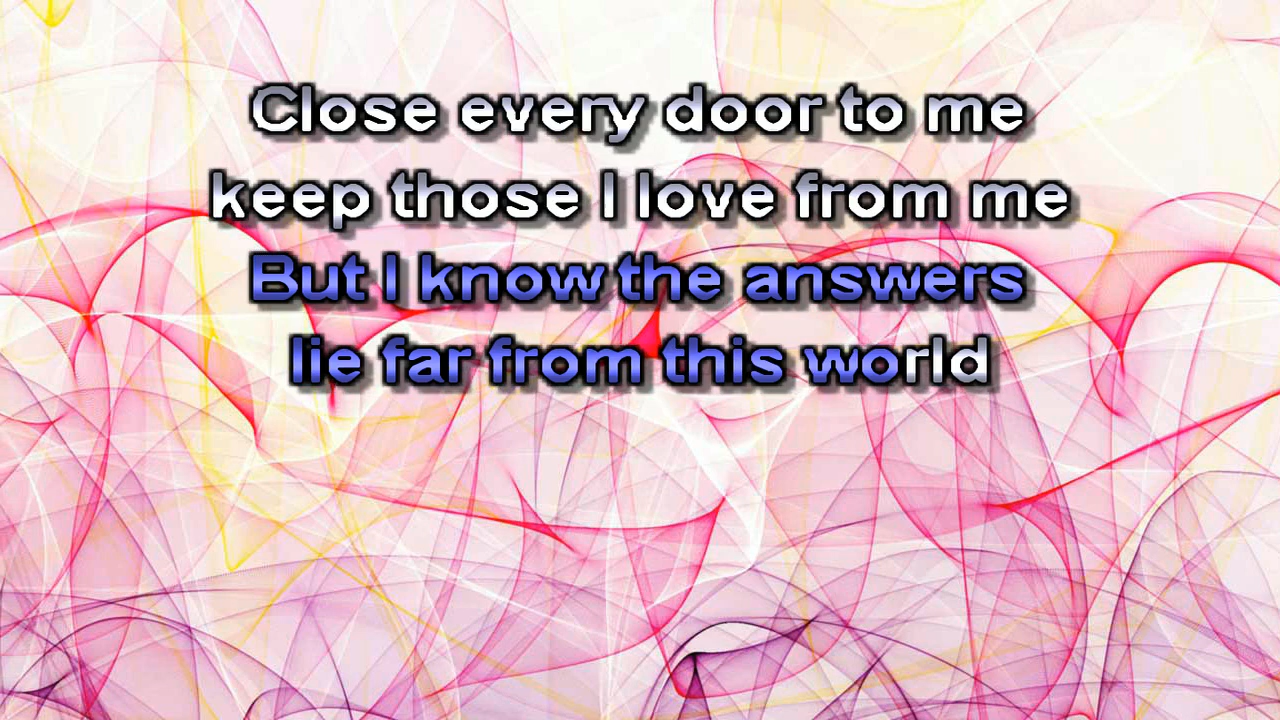 Close every door to me
keep those I love from me
But I know the answers
lie far from this world